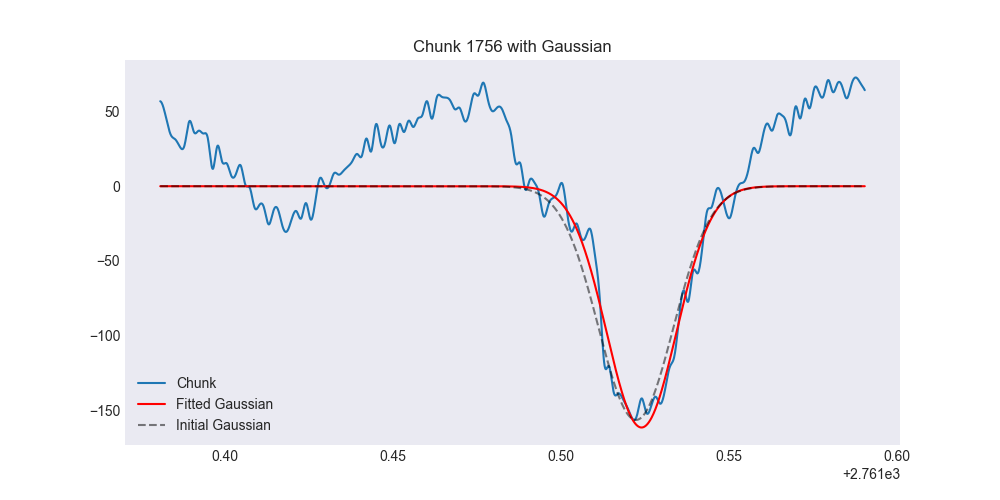 Chunk 1756 with Gaussian
50
0
−50
−100
−150
Chunk
Fitted Gaussian
Initial Gaussian
0.40 0.45 0.50 0.55 0.60
+2.761e3